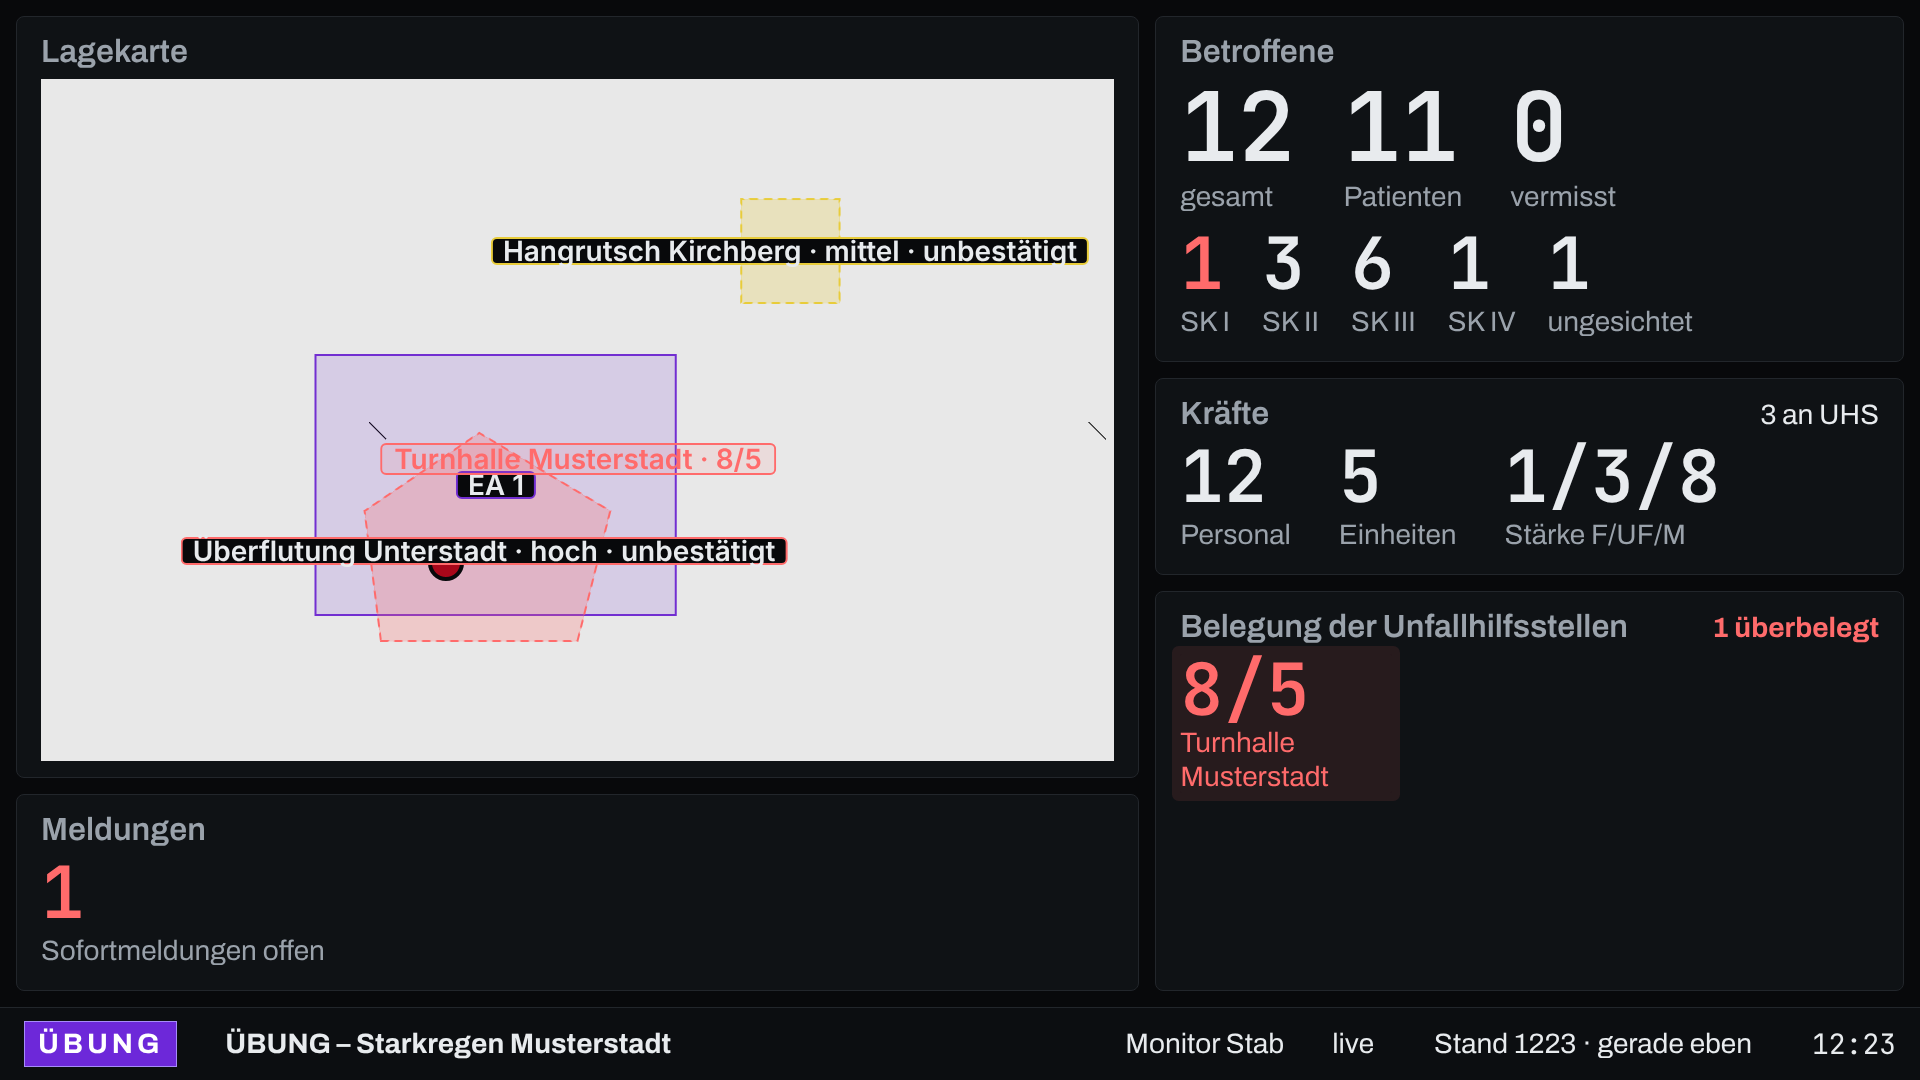 Lagekarte
Hangrutsch Kirchberg · mittel · unbestätigt
Turnhalle Musterstadt · 8/5
EA 1
Überflutung Unterstadt · hoch · unbestätigt
Meldungen
1
Sofortmeldungen offen
Betroffene
12 11 0
gesamt Patienten vermisst
1 3 6 1 1
SK I SK II SK III SK IV ungesichtet
Kräfte 3 an UHS
12 5 1/3/8
Personal Einheiten Stärke F/UF/M
Belegung der Unfallhilfsstellen 1 überbelegt
8/5
Turnhalle
Musterstadt
ÜBUNG ÜBUNG – Starkregen Musterstadt Monitor Stab live Stand 1223 · gerade eben 12:23